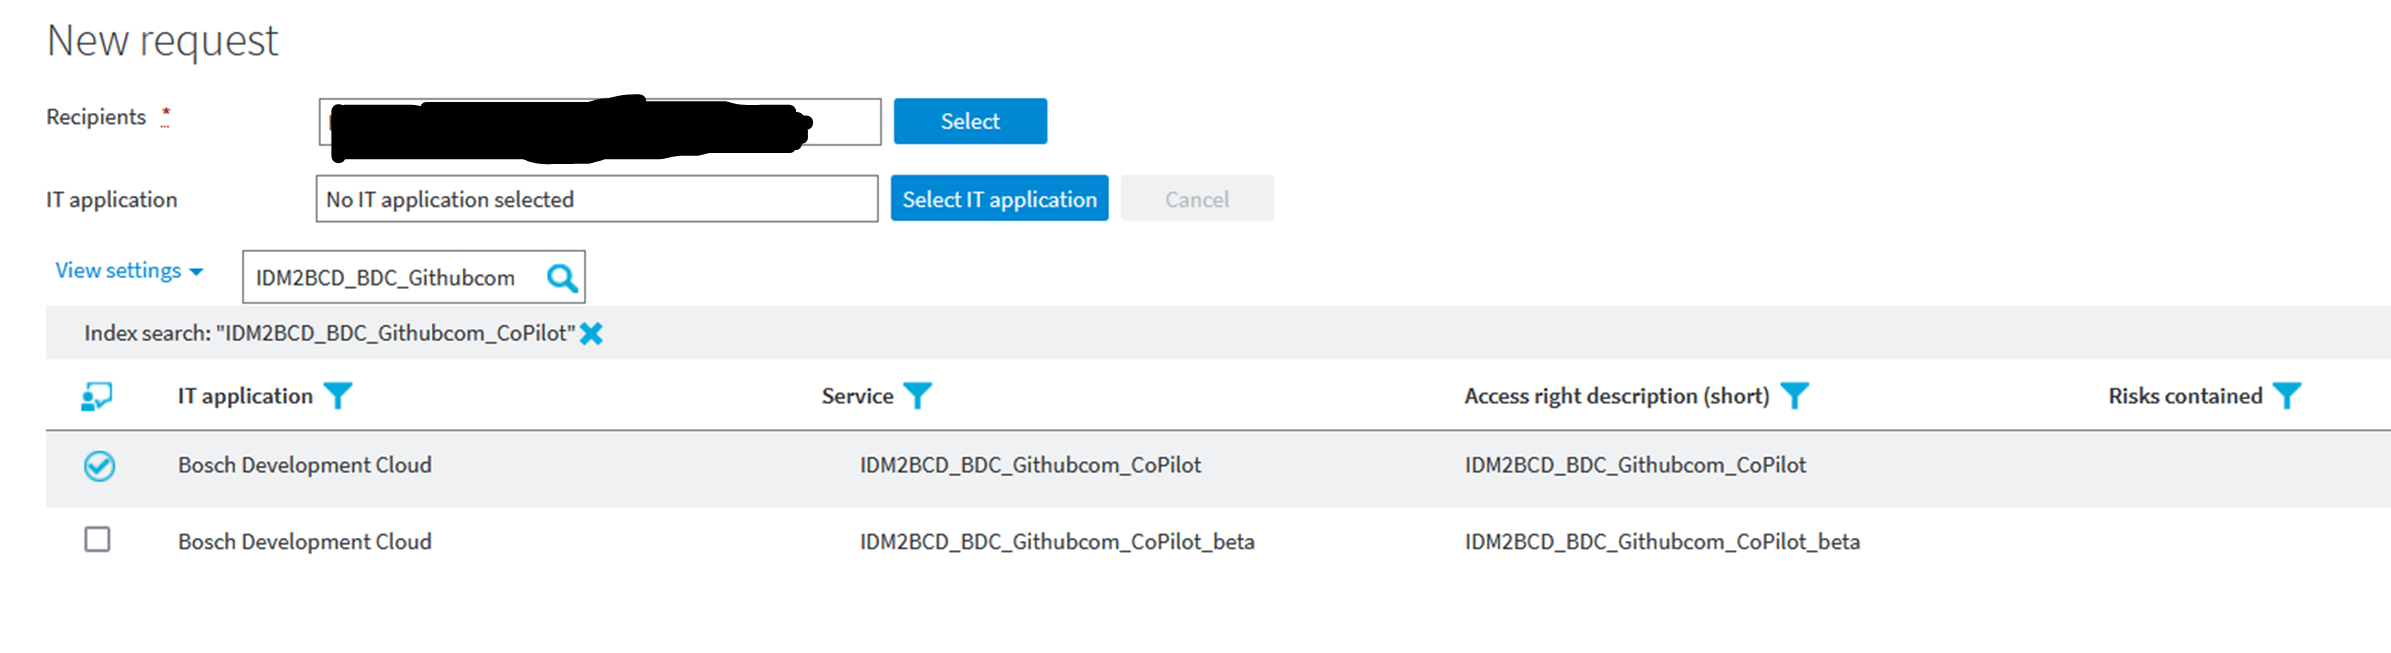 New request
Recipients *
Select
IT application
No IT application selected
Select IT application
Cancel
View settings
IDM2BCD_BDC_Githubcom
Index search: "IDM2BCD_BDC_Githubcom_CoPilot"
IT application
Service
Access right description (short)
Risks contained
Bosch Development Cloud
IDM2BCD_BDC_Githubcom_CoPilot
IDM2BCD_BDC_Githubcom_CoPilot
Bosch Development Cloud
IDM2BCD_BDC_Githubcom_CoPilot_beta
IDM2BCD_BDC_Githubcom_CoPilot_beta